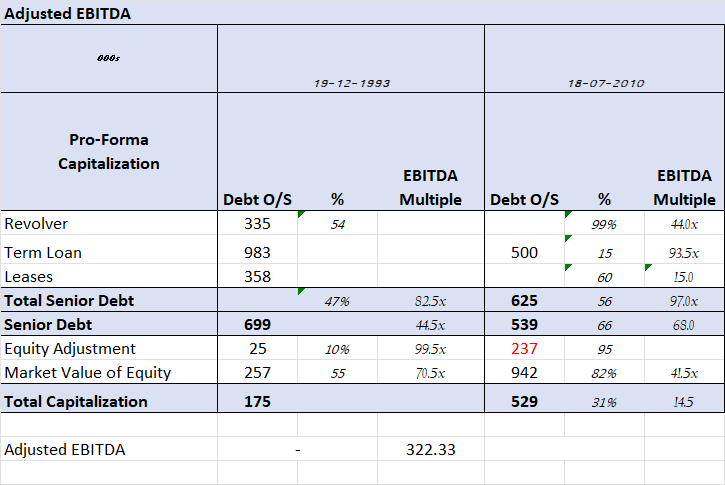 Adjusted EBITDA
000s
19-12-1993 18-07-2010
Pro-Forma
Capitalization
EBITDA EBITDA
Debt O/S % Multiple Debt O/S % Multiple
Revolver 335 54 99% 44.0x
Term Loan 983 500 15 93.5x
Leases 358 60 15.0
Total Senior Debt 47% 82.5x 625 56 97.0x
Senior Debt 699 44.5x 539 66 68.0
Equity Adjustment 25 10% 99.5x 237 95
Market Value of Equity 257 55 70.5x 942 82% 41.5x
Total Capitalization 175 529 31% 14.5
Adjusted EBITDA - 322.33